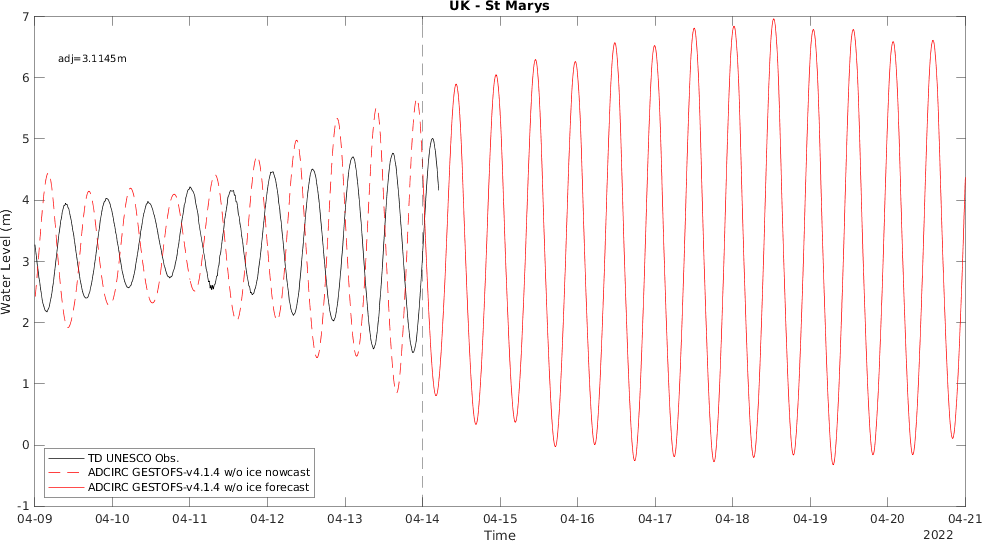 UK - St Marys
adj=3.1145m
Water Level (m)
7
6
5
4
3
2
1
0
-1
TD UNESCO Obs.
ADCIRC GESTOFS-v4.1.4 w/o ice nowcast
ADCIRC GESTOFS-v4.1.4 w/o ice forecast
04-09 04-10 04-11 04-12 04-13 04-14 04-15 04-16 04-17 04-18 04-19 04-20 04-21
Time
2022